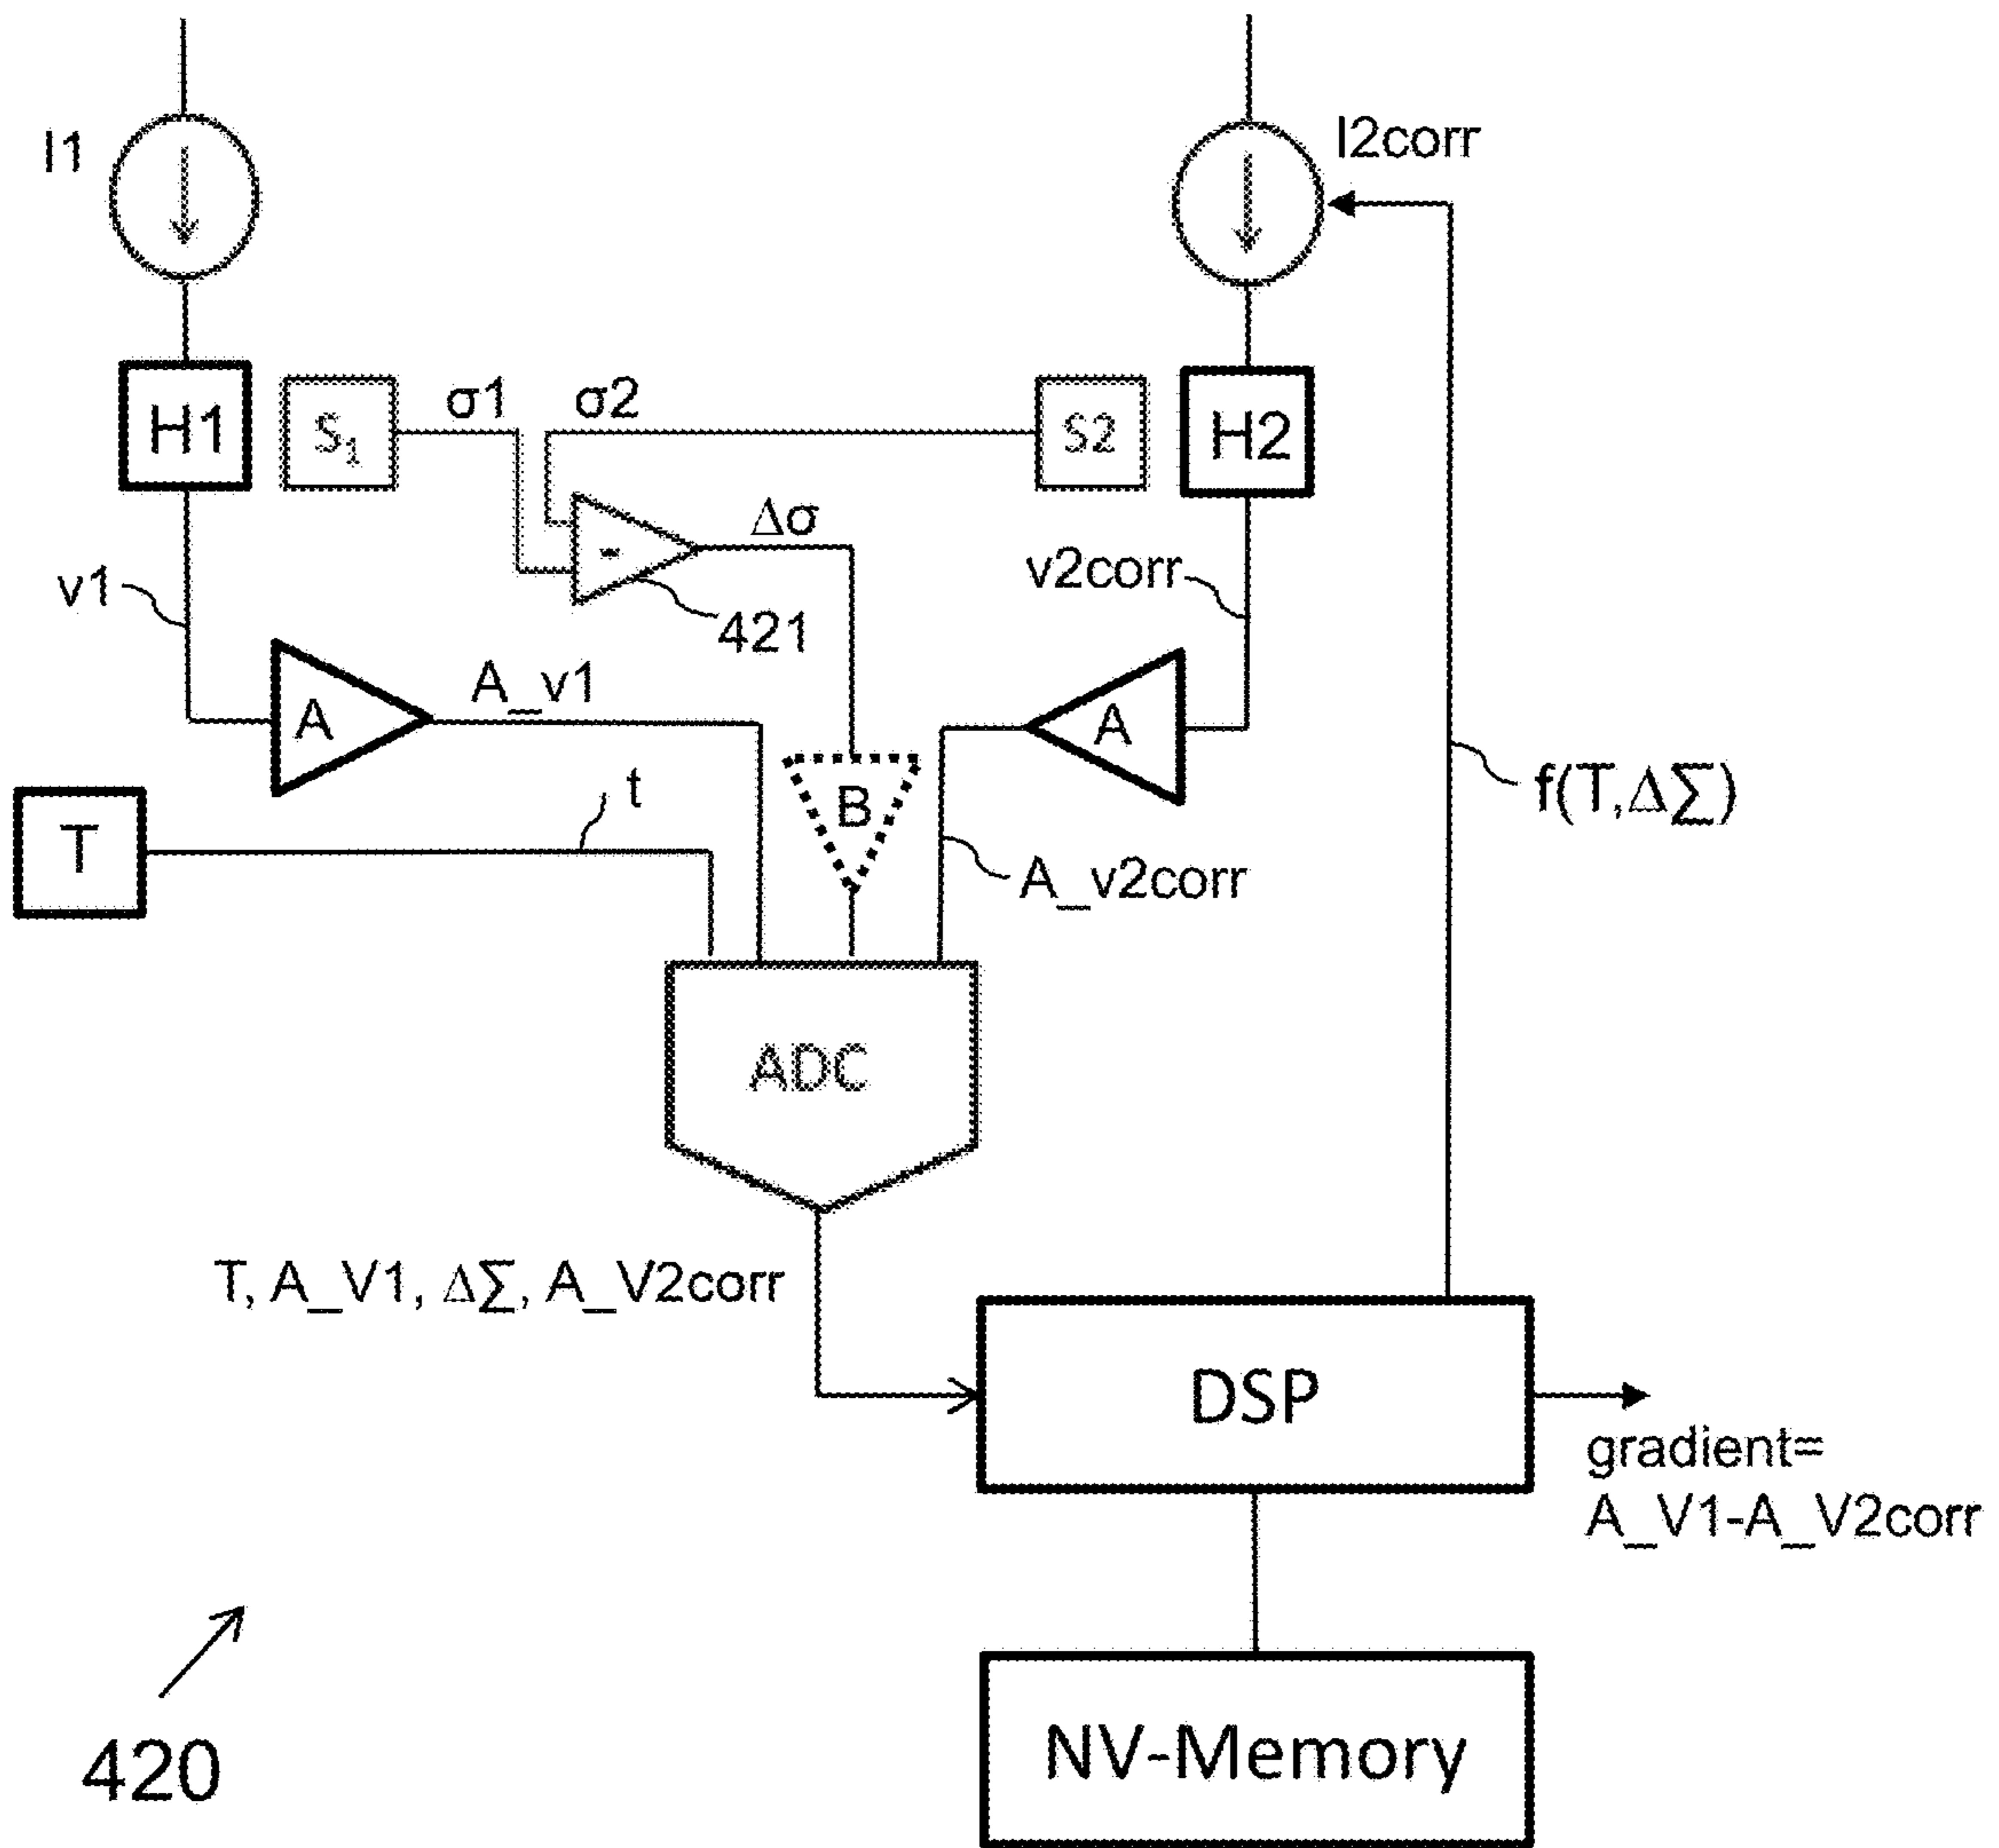 I1
I2corr
H1
S₁
σ1
σ2
S2
H2
-
Δσ
v1
421
v2corr
A
A_v1
A
B
t
T
A_v2corr
f(T,Δ∑)
ADC
T, A_V1, Δ∑, A_V2corr
DSP
gradient=
A_V1-A_V2corr
420
NV-Memory